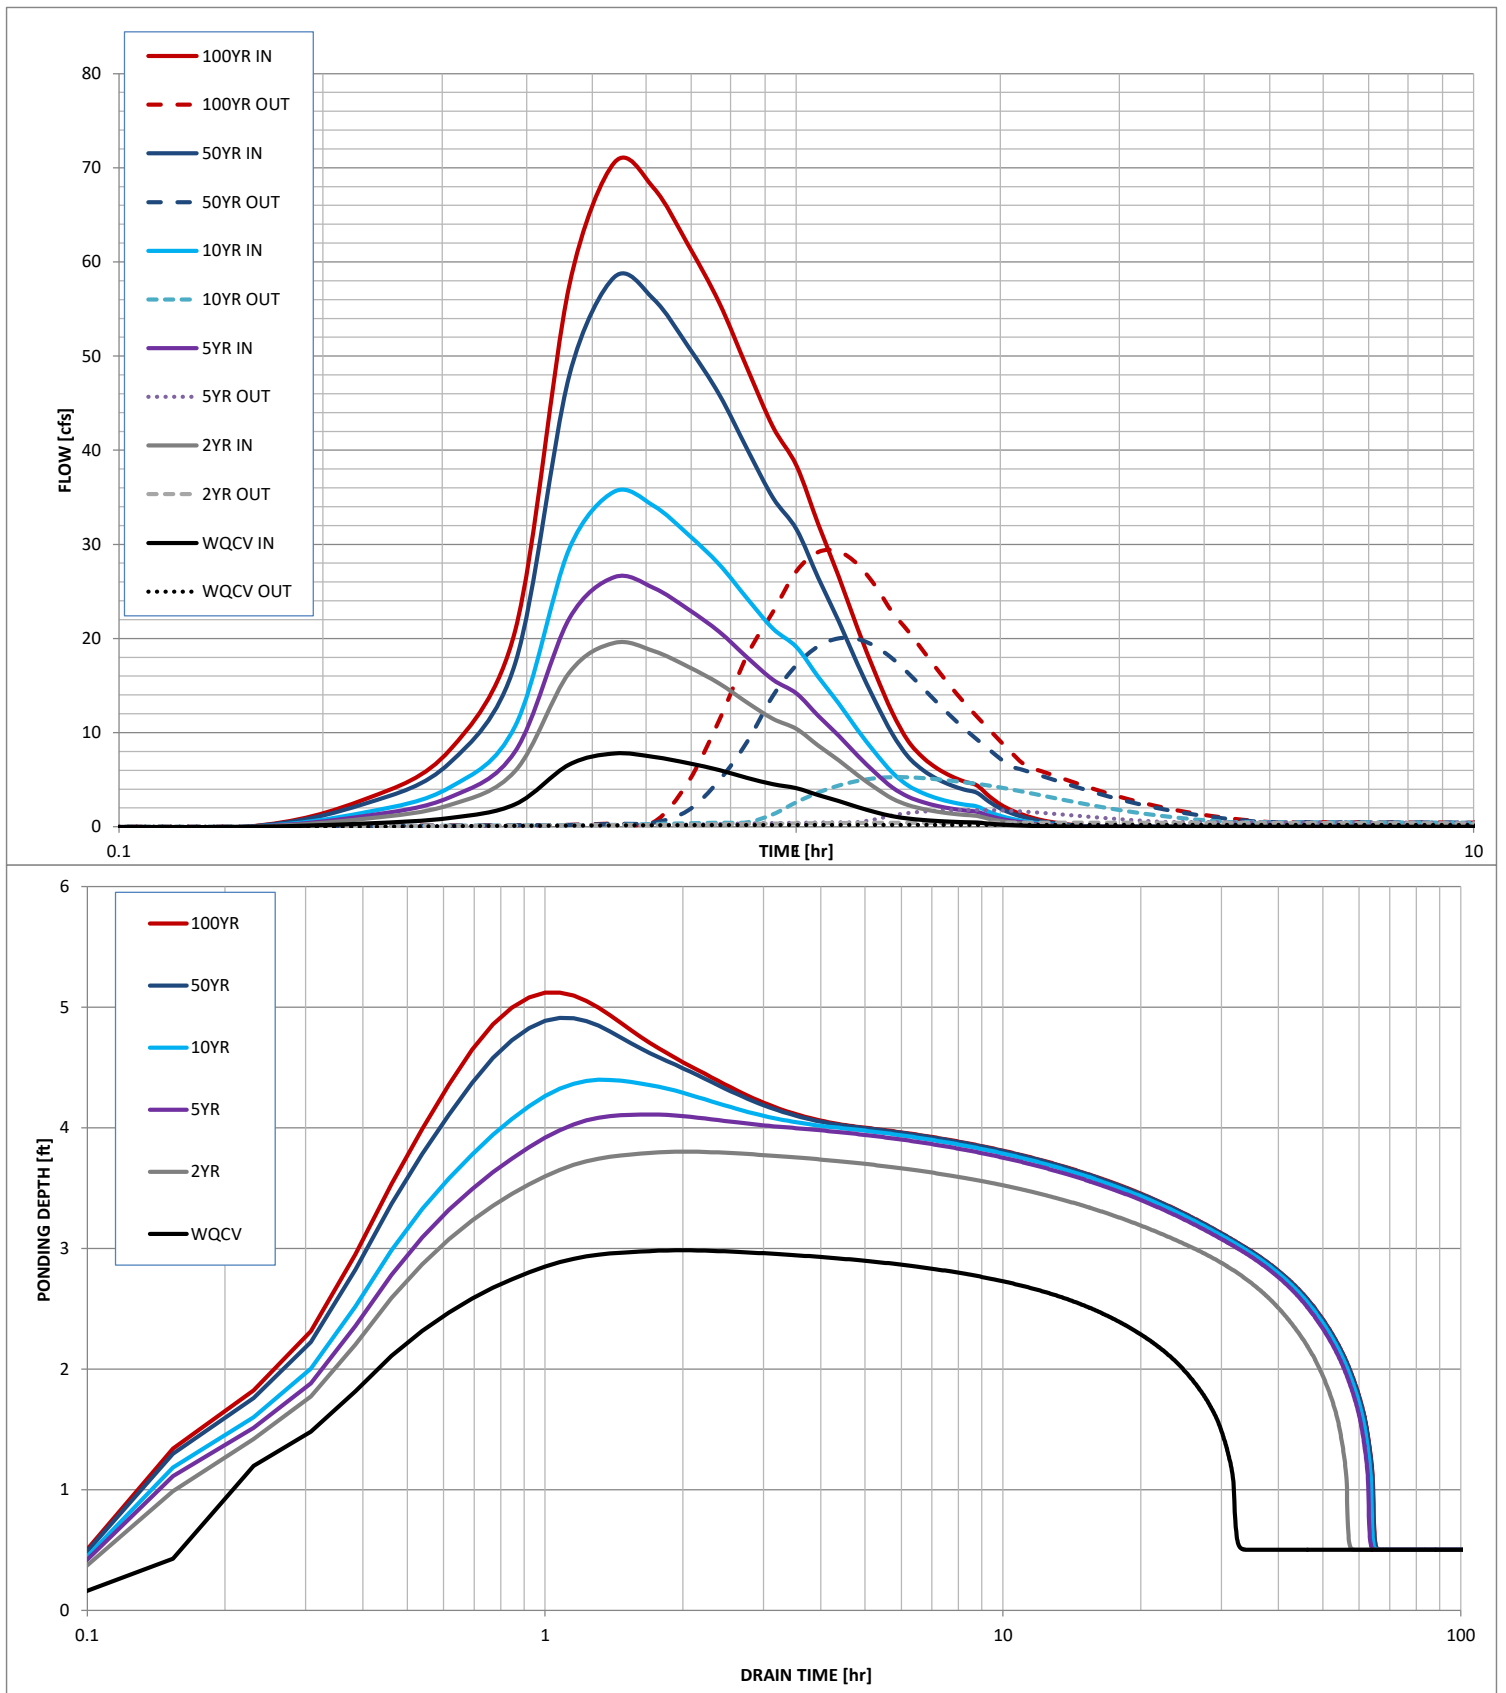 100YR IN
100YR OUT
50YR IN
50YR OUT
10YR IN
10YR OUT
5YR IN
5YR OUT
2YR IN
2YR OUT
WQCV IN
WQCV OUT
80
70
60
50
40
30
20
10
0
FLOW [cfs]
0.1
1
10
TIME [hr]
100YR
50YR
10YR
5YR
2YR
WQCV
6
5
4
3
2
1
0
PONDING DEPTH [ft]
0.1
1
10
100
DRAIN TIME [hr]